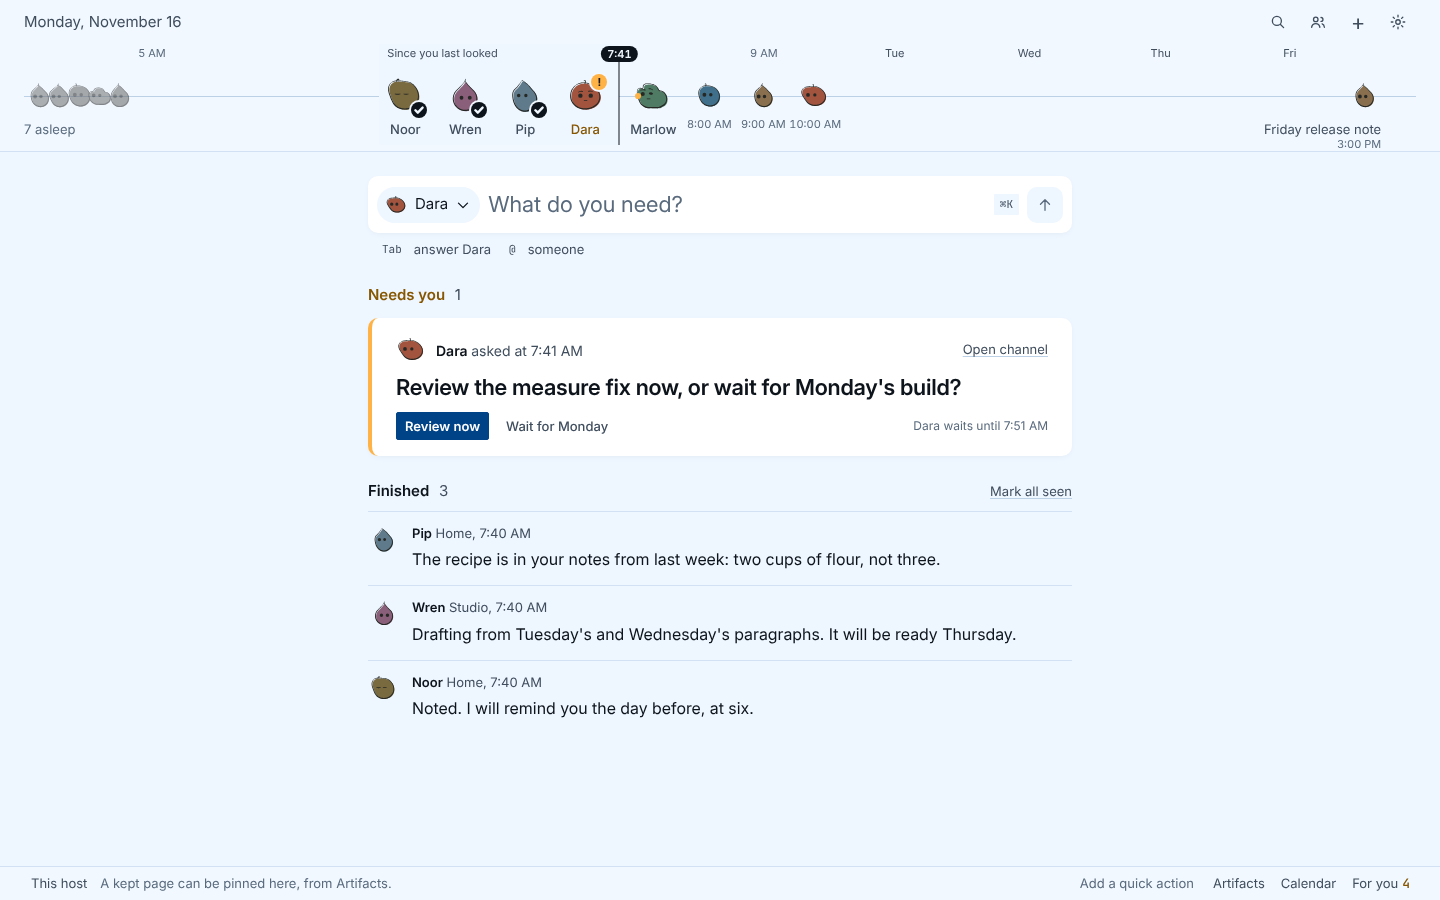 Monday, November 16
5 AM
Since you last looked
7:41
9 AM
Tue
Wed
Thu
Fri
!
7 asleep
Noor
Wren
Pip
Dara
Marlow
8:00 AM
9:00 AM
10:00 AM
Friday release note
3:00 PM
Dara
What do you need?
⌘K
Tab answer Dara @ someone
Needs you 1
Dara asked at 7:41 AM
Open channel
Review the measure fix now, or wait for Monday's build?
Review now
Wait for Monday
Dara waits until 7:51 AM
Finished 3
Mark all seen
Pip Home, 7:40 AM
The recipe is in your notes from last week: two cups of flour, not three.
Wren Studio, 7:40 AM
Drafting from Tuesday's and Wednesday's paragraphs. It will be ready Thursday.
Noor Home, 7:40 AM
Noted. I will remind you the day before, at six.
This host
A kept page can be pinned here, from Artifacts.
Add a quick action
Artifacts
Calendar
For you 4